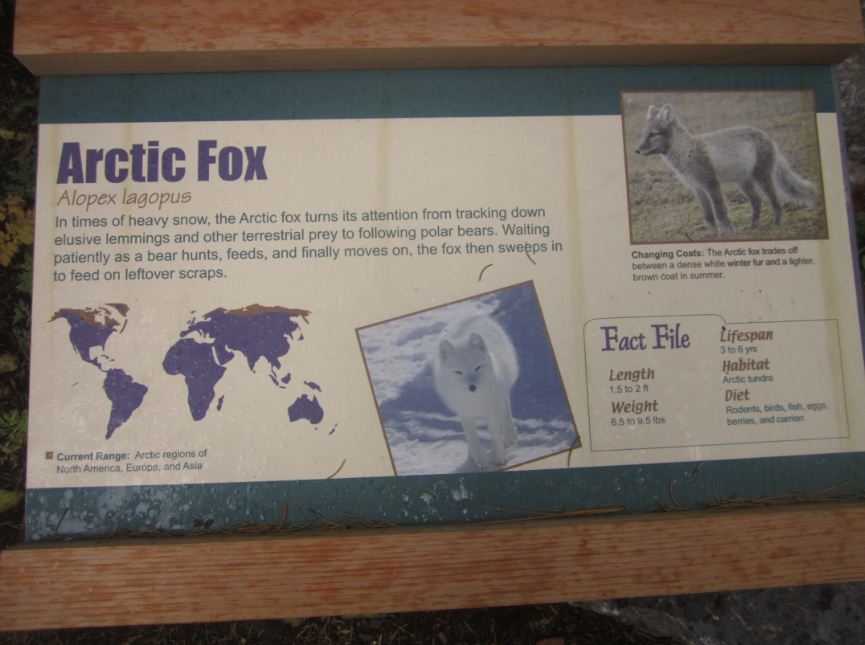 Arctic Fox
Alopex lagopus
In times of heavy snow, the Arctic fox turns its attention from tracking down
elusive lemmings and other terrestrial prey to following polar bears. Waiting
patiently as a bear hunts, feeds, and finally moves on, the fox then sweeps in
to feed on leftover scraps.
Changing Coats: The Arctic fox trades off
between a dense white winter fur and a lighter,
brown coat in summer.
Current Range: Arctic regions of
North America, Europe, and Asia
Fact File
Length
1.5 to 2 ft
Weight
6.5 to 9.5 lbs
Lifespan
3 to 6 yrs
Habitat
Arctic tundra
Diet
Rodents, birds, fish, eggs,
berries, and carrion